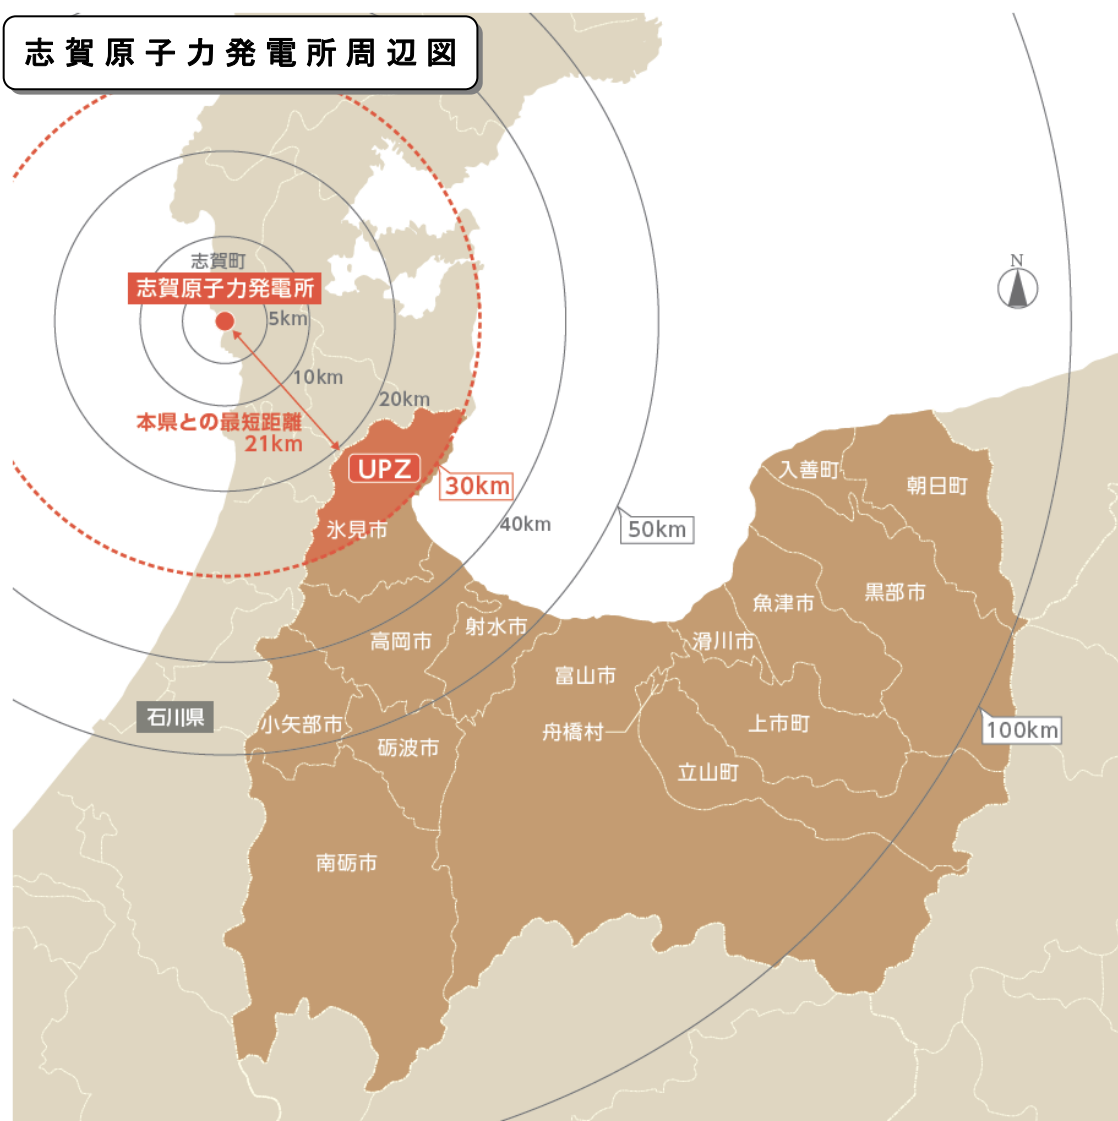 志賀原子力発電所周辺図
志賀町
志賀原子力発電所
5km
10km
20km
本県との最短距離
21km
UPZ
30km
40km
50km
100km
N
氷見市
高岡市
射水市
小矢部市
砺波市
南砺市
富山市
舟橋村
滑川市
魚津市
黒部市
入善町
朝日町
上市町
立山町
石川県